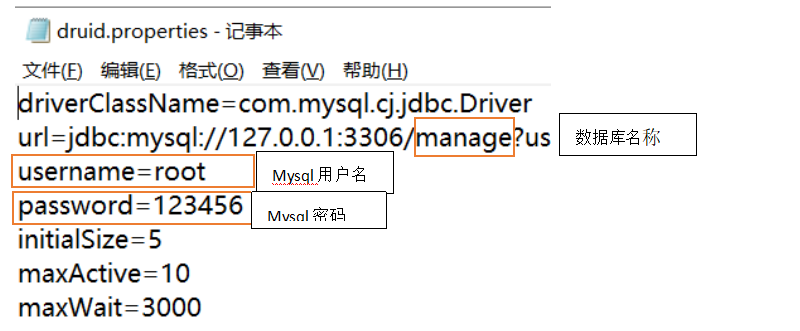 druid.properties - 记事本
文件(F) 编辑(E) 格式(O) 查看(V) 帮助(H)
driverClassName=com.mysql.cj.jdbc.Driver
url=jdbc:mysql://127.0.0.1:3306/manage?us
数据库名称
username=root
Mysql 用户名
password=123456
Mysql 密码
initialSize=5
maxActive=10
maxWait=3000